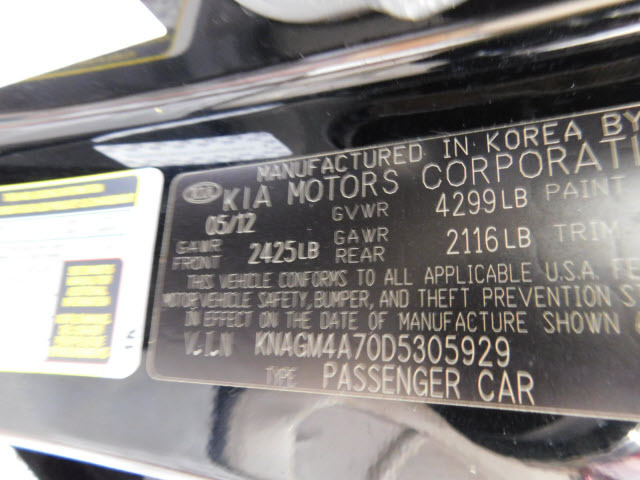 MANUFACTURED IN KOREA BY
KIA KIA MOTORS CORPORATI
05/12 GVWR 4299LB PAINT
GAWR FRONT 2425LB GAWR REAR 2116LB TRIM
THIS VEHICLE CONFORMS TO ALL APPLICABLE U.S.A. FE
MOTOR VEHICLE SAFETY, BUMPER, AND THEFT PREVENTION S
IN EFFECT ON THE DATE OF MANUFACTURE SHOWN
V.I.N KNAGM4A70D5305929
TYPE PASSENGER CAR